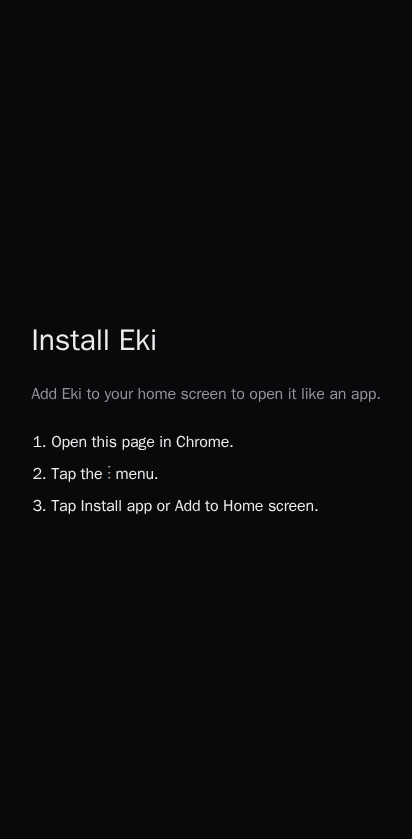 Install Eki
Add Eki to your home screen to open it like an app.
1. Open this page in Chrome.
2. Tap the ⋮ menu.
3. Tap Install app or Add to Home screen.